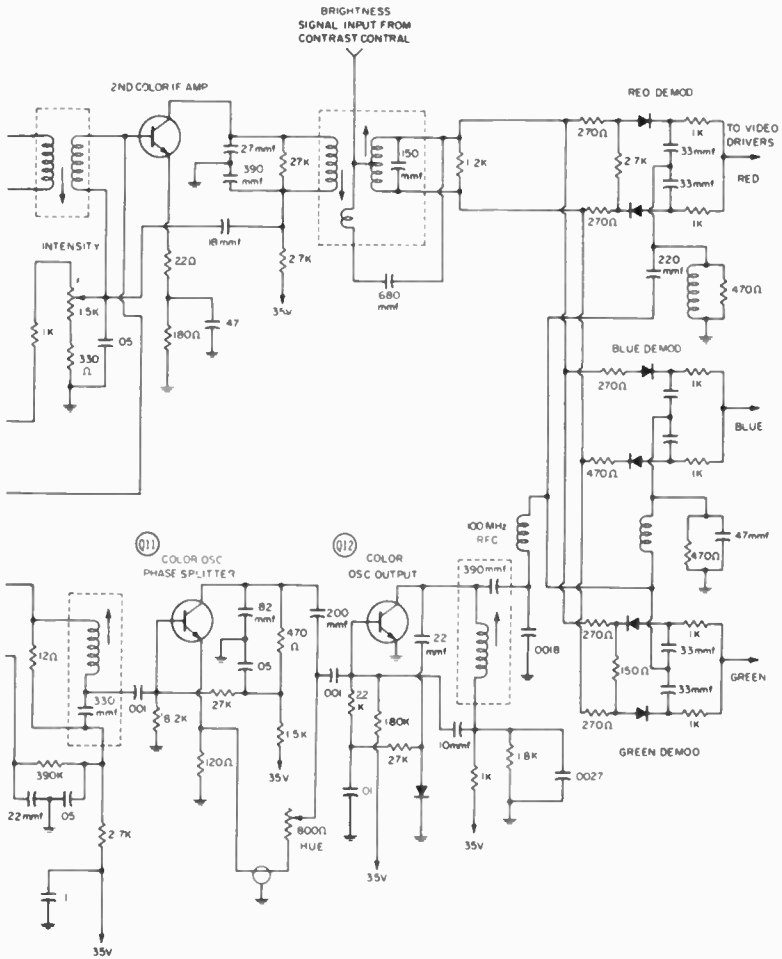 BRIGHTNESS
SIGNAL INPUT FROM
CONTRAST CONTRAL
2ND COLOR IF AMP
RED DEMOD
27mmf
390
mmf
27K
150
mmf
1.2K
270Ω
2.7K
270Ω
33mmf
33mmf
1K
1K
TO VIDEO
DRIVERS
RED
INTENSITY
18mmf
22Ω
2.7K
35V
680
mmf
220
mmf
470Ω
1.5K
1K
330
Ω
05
180Ω
47
BLUE DEMOD
270Ω
1K
BLUE
470Ω
1K
100 MHz
RFC
470Ω
47mmf
Q11
COLOR OSC
PHASE SPLITTER
Q12
COLOR
OSC OUTPUT
390mmf
12Ω
82
mmf
470
Ω
200
mmf
22
mmf
0018
270Ω
1K
33mmf
150Ω
33mmf
GREEN
330
mmf
001
8.2K
27K
05
001
22
K
180K
27K
10mmf
270Ω
1K
GREEN DEMOD
390K
22mmf
05
120Ω
1.5K
35V
800Ω
HUE
01
1K
1.8K
0027
2.7K
35V
35V
1
35V